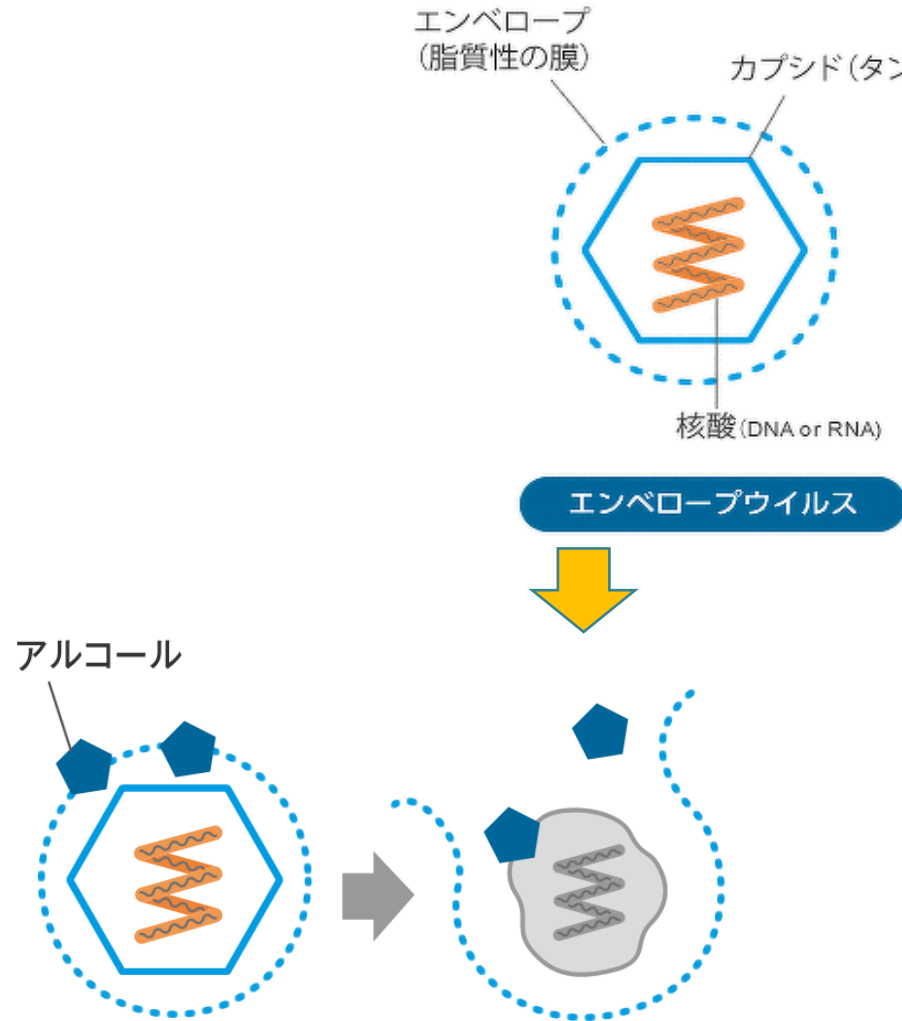 エンベロープ
(脂質性の膜)
カプシド(タン
核酸(DNA or RNA)
エンベロープウイルス
アルコール